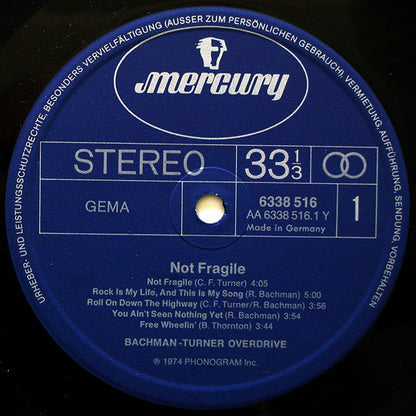 URHEBER- UND LEISTUNGSSCHUTZRECHTE, BESONDERS VERVIELFÄLTIGUNG (AUSSER ZUM PERSÖNLICHEN GEBRAUCH), VERMIETUNG, AUFFÜHRUNG, SENDUNG, VORBEHALTEN
mercury
STEREO 33 1/3
GEMA 6338 516 1
AA 6338 516.1 Y
Made in Germany
Not Fragile
Not Fragile (C. F. Turner) 4:05
Rock Is My Life, And This Is My Song (R. Bachman) 5:00
Roll On Down The Highway (C. F. Turner/R. Bachman) 3:56
You Ain't Seen Nothing Yet (R. Bachman) 3:54
Free Wheelin' (B. Thornton) 3:44
BACHMAN-TURNER OVERDRIVE
℗ 1974 PHONOGRAM Inc.